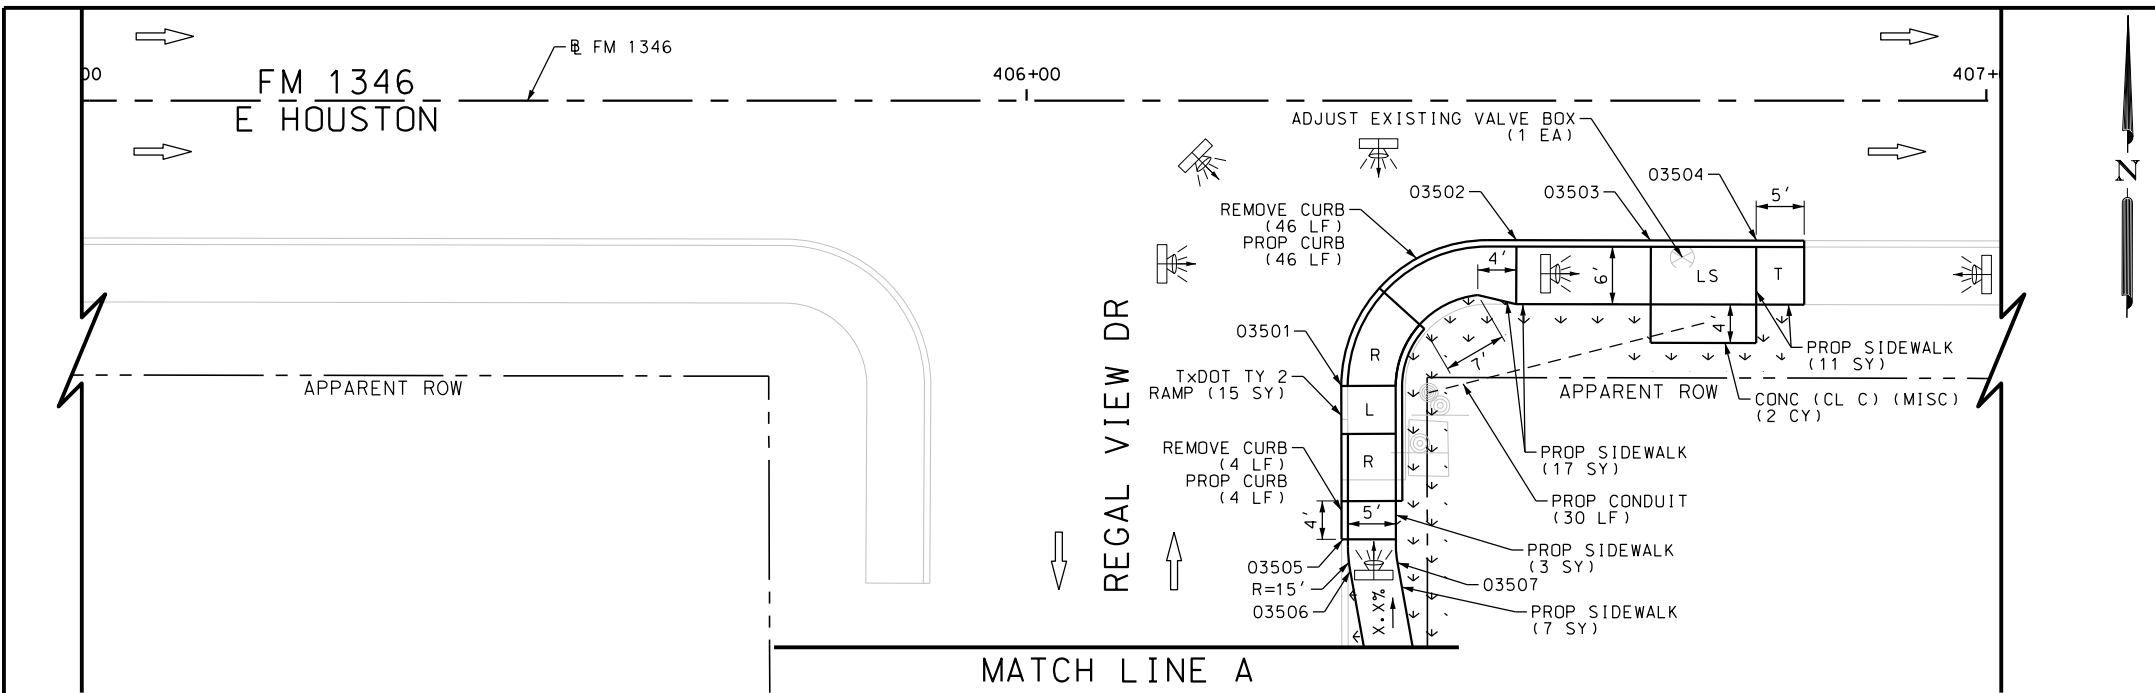 ℄ FM 1346
00
FM 1346
E HOUSTON
406+00
407+
ADJUST EXISTING VALVE BOX
(1 EA)
N
03504
03502
03503
5'
REMOVE CURB
(46 LF)
PROP CURB
(46 LF)
4'
6'
LS
T
REGAL VIEW DR
03501
R
4
7'
PROP SIDEWALK
(11 SY)
TxDOT TY 2
RAMP (15 SY)
APPARENT ROW
APPARENT ROW
CONC (CL C) (MISC)
(2 CY)
L
REMOVE CURB
(4 LF)
PROP CURB
(4 LF)
R
PROP SIDEWALK
(17 SY)
PROP CONDUIT
(30 LF)
4'
5'
PROP SIDEWALK
(3 SY)
03505
R=15'
03506
03507
X.X%
PROP SIDEWALK
(7 SY)
MATCH LINE A